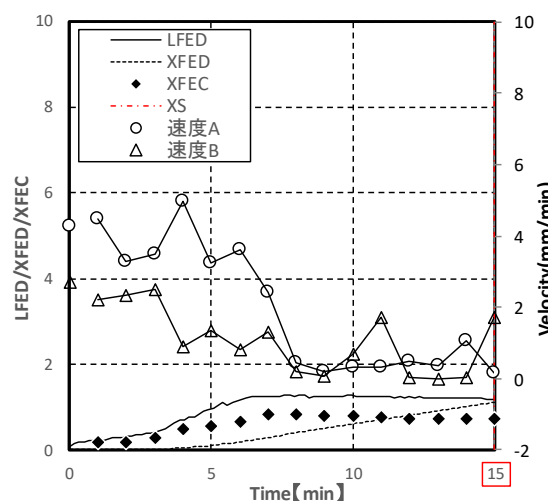 10
8
6
4
2
0
LFED/XFED/XFEC
LFED
XFED
XFEC
XS
速度A
速度B
10
8
6
4
2
0
-2
Velocity(mm/min)
0
5
10
15
Time【min】